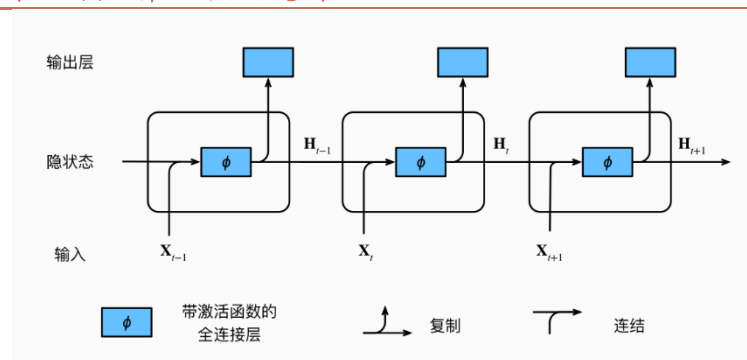 输出层
隐状态
ϕ
H_{t−1}
ϕ
H_t
ϕ
H_{t+1}
输入
X_{t−1}
X_t
X_{t+1}
ϕ
带激活函数的
全连接层
复制
连结